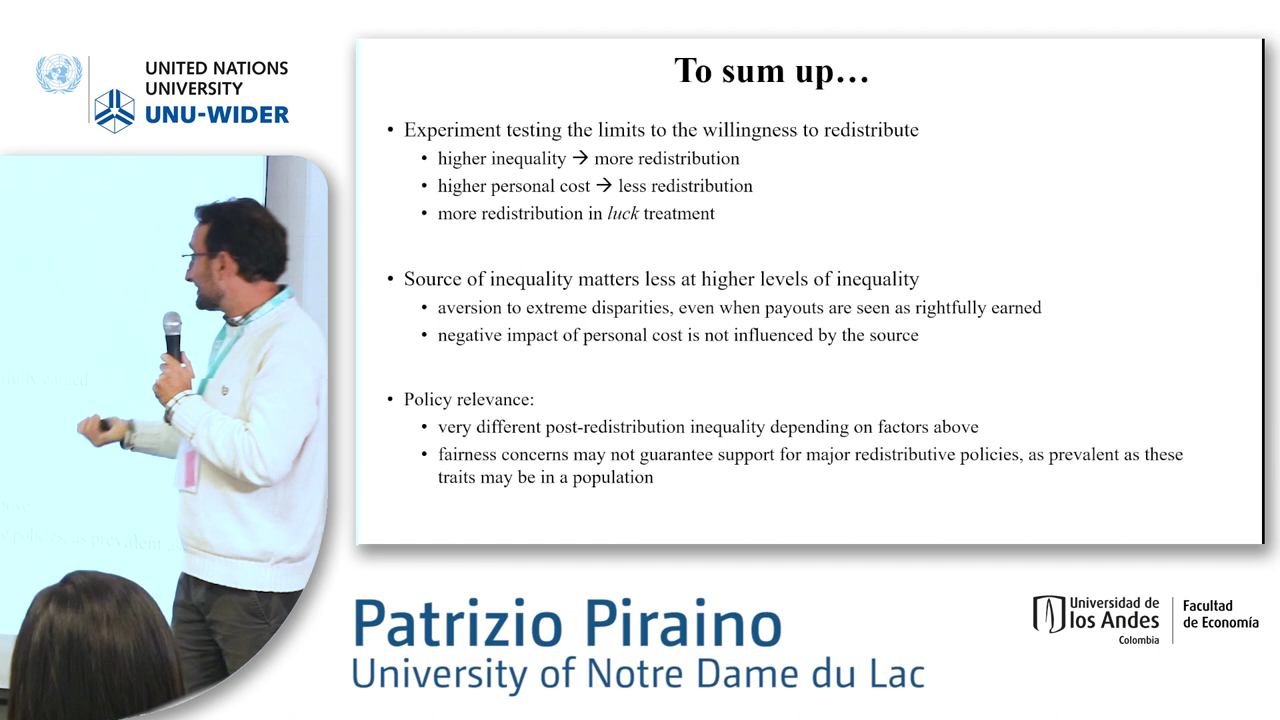 UNITED NATIONS
UNIVERSITY
UNU-WIDER
To sum up…
• Experiment testing the limits to the willingness to redistribute
• higher inequality → more redistribution
• higher personal cost → less redistribution
• more redistribution in luck treatment
• Source of inequality matters less at higher levels of inequality
• aversion to extreme disparities, even when payouts are seen as rightfully earned
• negative impact of personal cost is not influenced by the source
• Policy relevance:
• very different post-redistribution inequality depending on factors above
• fairness concerns may not guarantee support for major redistributive policies, as prevalent as these
traits may be in a population
earned
policies, as prevalent
Patrizio Piraino
University of Notre Dame du Lac
Universidad de
los Andes
Colombia
Facultad
de Economía